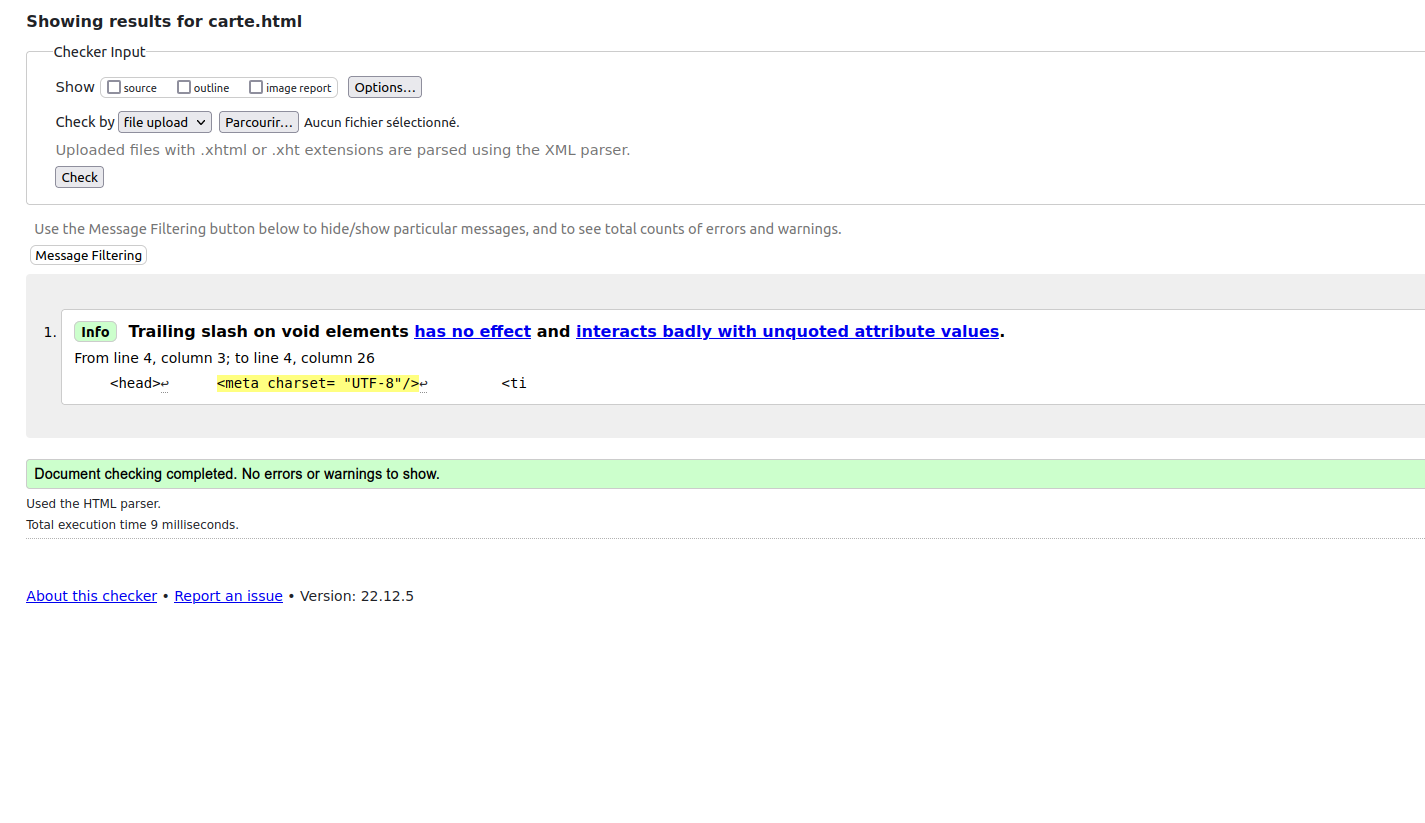 Showing results for carte.html
Checker Input
Show source outline image report Options...
Check by file upload Parcourir... Aucun fichier sélectionné.
Uploaded files with .xhtml or .xht extensions are parsed using the XML parser.
Check
Use the Message Filtering button below to hide/show particular messages, and to see total counts of errors and warnings.
Message Filtering
1. Info Trailing slash on void elements has no effect and interacts badly with unquoted attribute values.
From line 4, column 3; to line 4, column 26
<head>↩ <meta charset= "UTF-8"/>↩ <ti
Document checking completed. No errors or warnings to show.
Used the HTML parser.
Total execution time 9 milliseconds.
About this checker • Report an issue • Version: 22.12.5